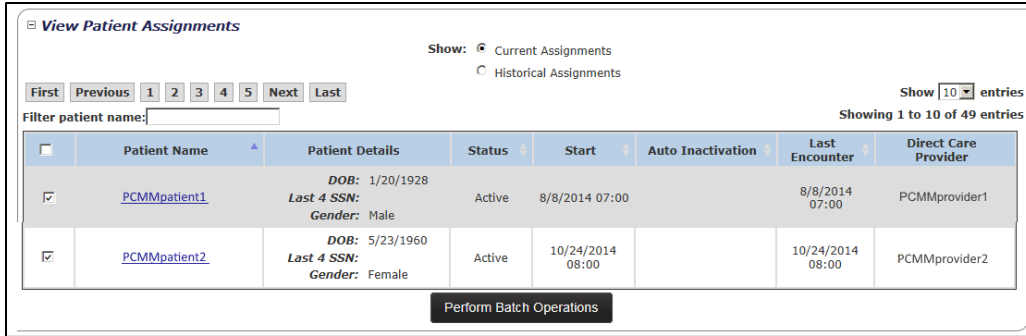 View Patient Assignments
Show: Current Assignments
Historical Assignments
First Previous 1 2 3 4 5 Next Last
Show 10 entries
Filter patient name:
Showing 1 to 10 of 49 entries
Patient Name Patient Details Status Start Auto Inactivation Last Encounter Direct Care Provider
DOB: 1/20/1928
Last 4 SSN:
Gender: Male
PCMMpatient1 Active 8/8/2014 07:00 8/8/2014 07:00 PCMMprovider1
DOB: 5/23/1960
Last 4 SSN:
Gender: Female
PCMMpatient2 Active 10/24/2014 08:00 10/24/2014 08:00 PCMMprovider2
Perform Batch Operations